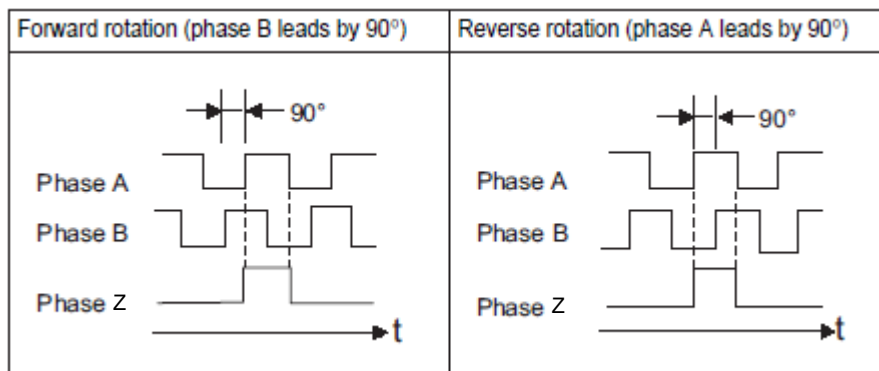 Forward rotation (phase B leads by 90°)
90°
Phase A
Phase B
Phase Z
t
Reverse rotation (phase A leads by 90°)
90°
Phase A
Phase B
Phase Z
t